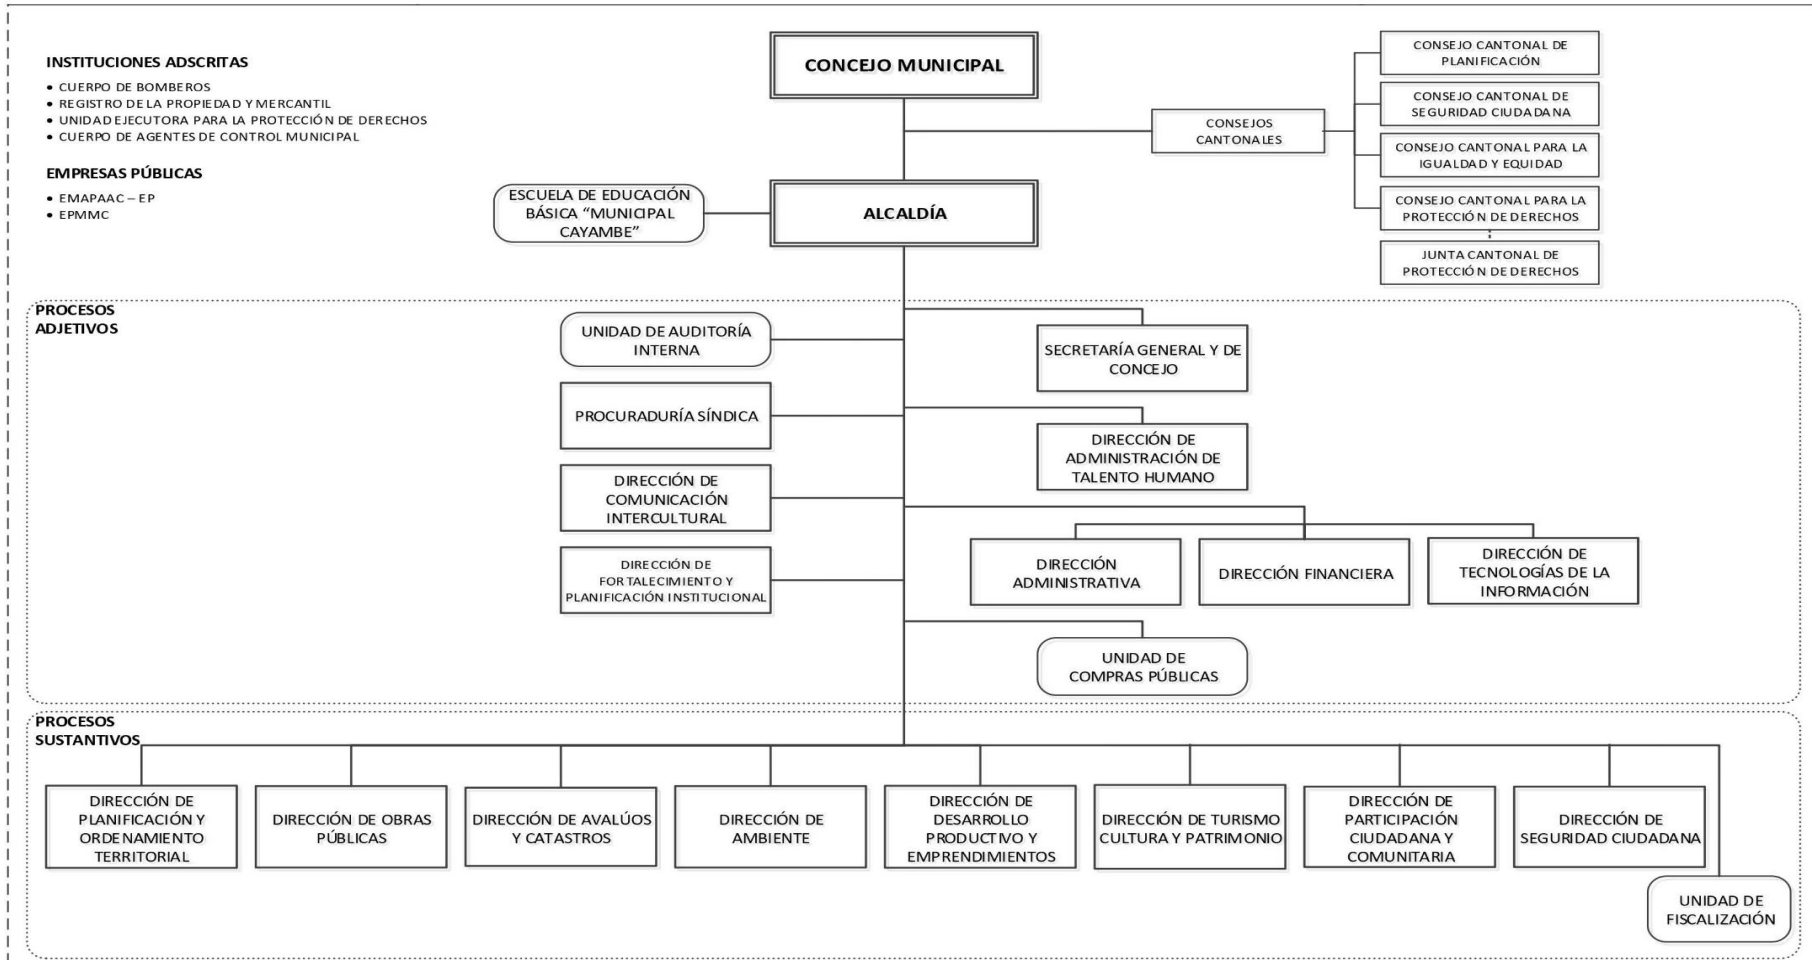 INSTITUCIONES ADSCRITAS
• CUERPO DE BOMBEROS
• REGISTRO DE LA PROPIEDAD Y MERCANTIL
• UNIDAD EJECUTORA PARA LA PROTECCIÓN DE DERECHOS
• CUERPO DE AGENTES DE CONTROL MUNICIPAL
EMPRESAS PÚBLICAS
• EMAPAAC – EP
• EPMMC
CONCEJO MUNICIPAL
CONSEJOS
CANTONALES
CONSEJO CANTONAL DE
PLANIFICACIÓN
CONSEJO CANTONAL DE
SEGURIDAD CIUDADANA
CONSEJO CANTONAL PARA LA
IGUALDAD Y EQUIDAD
CONSEJO CANTONAL PARA LA
PROTECCIÓN DE DERECHOS
JUNTA CANTONAL DE
PROTECCIÓN DE DERECHOS
ESCUELA DE EDUCACIÓN
BÁSICA “MUNICIPAL
CAYAMBE”
ALCALDÍA
PROCESOS
ADJETIVOS
UNIDAD DE AUDITORÍA
INTERNA
SECRETARÍA GENERAL Y DE
CONCEJO
PROCURADURÍA SÍNDICA
DIRECCIÓN DE
ADMINISTRACIÓN DE
TALENTO HUMANO
DIRECCIÓN DE
COMUNICACIÓN
INTERCULTURAL
DIRECCIÓN DE
FORTALECIMIENTO Y
PLANIFICACIÓN INSTITUCIONAL
DIRECCIÓN
ADMINISTRATIVA
DIRECCIÓN FINANCIERA
DIRECCIÓN DE
TECNOLOGÍAS DE LA
INFORMACIÓN
UNIDAD DE
COMPRAS PÚBLICAS
PROCESOS
SUSTANTIVOS
DIRECCIÓN DE
PLANIFICACIÓN Y
ORDENAMIENTO
TERRITORIAL
DIRECCIÓN DE OBRAS
PÚBLICAS
DIRECCIÓN DE AVALÚOS
Y CATASTROS
DIRECCIÓN DE
AMBIENTE
DIRECCIÓN DE
DESARROLLO
PRODUCTIVO Y
EMPRENDIMIENTOS
DIRECCIÓN DE TURISMO
CULTURA Y PATRIMONIO
DIRECCIÓN DE
PARTICIPACIÓN
CIUDADANA Y
COMUNITARIA
DIRECCIÓN DE
SEGURIDAD CIUDADANA
UNIDAD DE
FISCALIZACIÓN